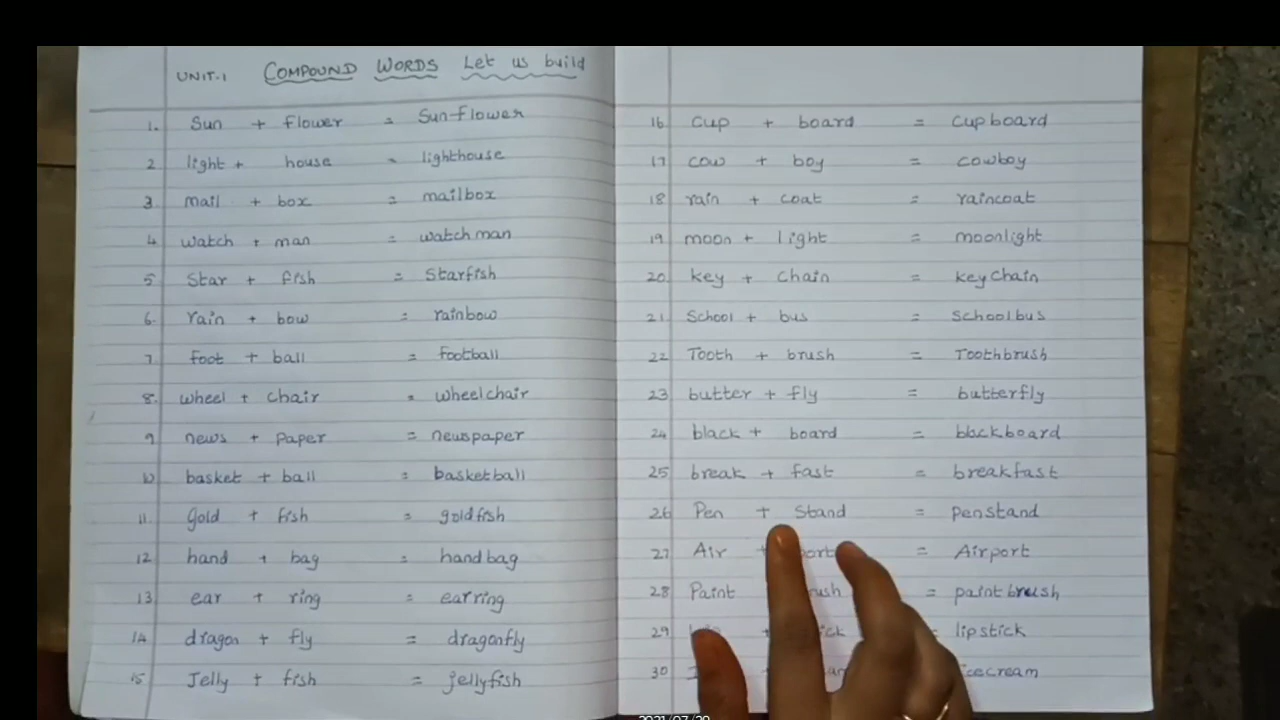 UNIT.1 COMPOUND WORDS Let us build
1. Sun + flower = Sunflower
2 light + house = lighthouse
3. mail + box = mailbox
4 watch + man = watchman
5 Star + fish = Starfish
6. rain + bow = rainbow
7. foot + ball = football
8. wheel + chair = wheelchair
9 news + paper = newspaper
10 basket + ball = basketball
11. gold + fish = goldfish
12 hand + bag = handbag
13 ear + ring = earring
14 dragon + fly = dragonfly
15 Jelly + fish = jellyfish
16 Cup + board = Cupboard
17 cow + boy = cowboy
18 rain + coat = raincoat
19 moon + light = moonlight
20. key + Chain = keyChain
21 School + bus = Schoolbus
22 Tooth + brush = Toothbrush
23 butter + fly = butterfly
24 black + board = blackboard
25 break + fast = breakfast
26 Pen + Stand = penstand
27 Air = Airport
28 Paint = paintbrush
29 = lipstick
30 icecream